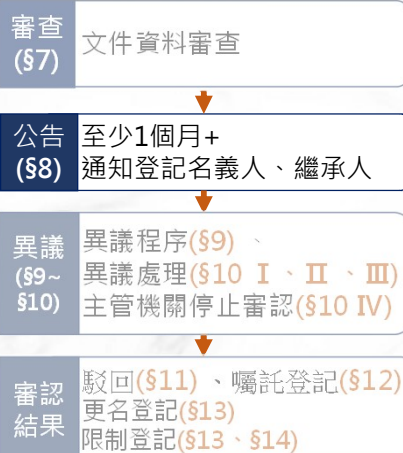 審查
(§7)
文件資料審查
公告
(§8)
至少1個月+
通知登記名義人、繼承人
異議
(§9~
§10)
異議程序(§9) 、
異議處理(§10 Ⅰ、Ⅱ、Ⅲ)
主管機關停止審認(§10 Ⅳ)
審認
結果
駁回(§11) 、囑託登記(§12)
更名登記(§13)
限制登記(§13、§14)